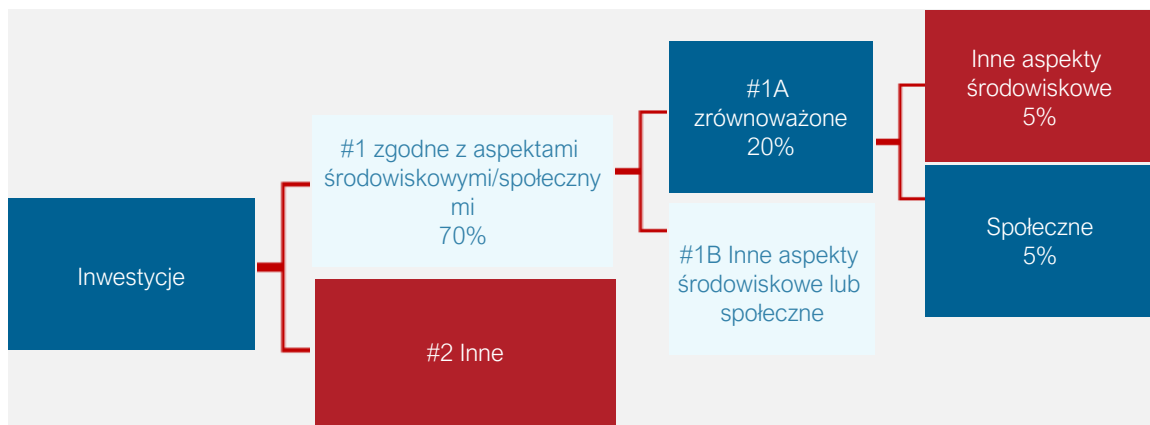 Inwestycje
#1 zgodne z aspektami
środowiskowymi/społeczny
mi
70%
#2 Inne
#1A
zrównoważone
20%
#1B Inne aspekty
środowiskowe lub
społeczne
Inne aspekty
środowiskowe
5%
Społeczne
5%